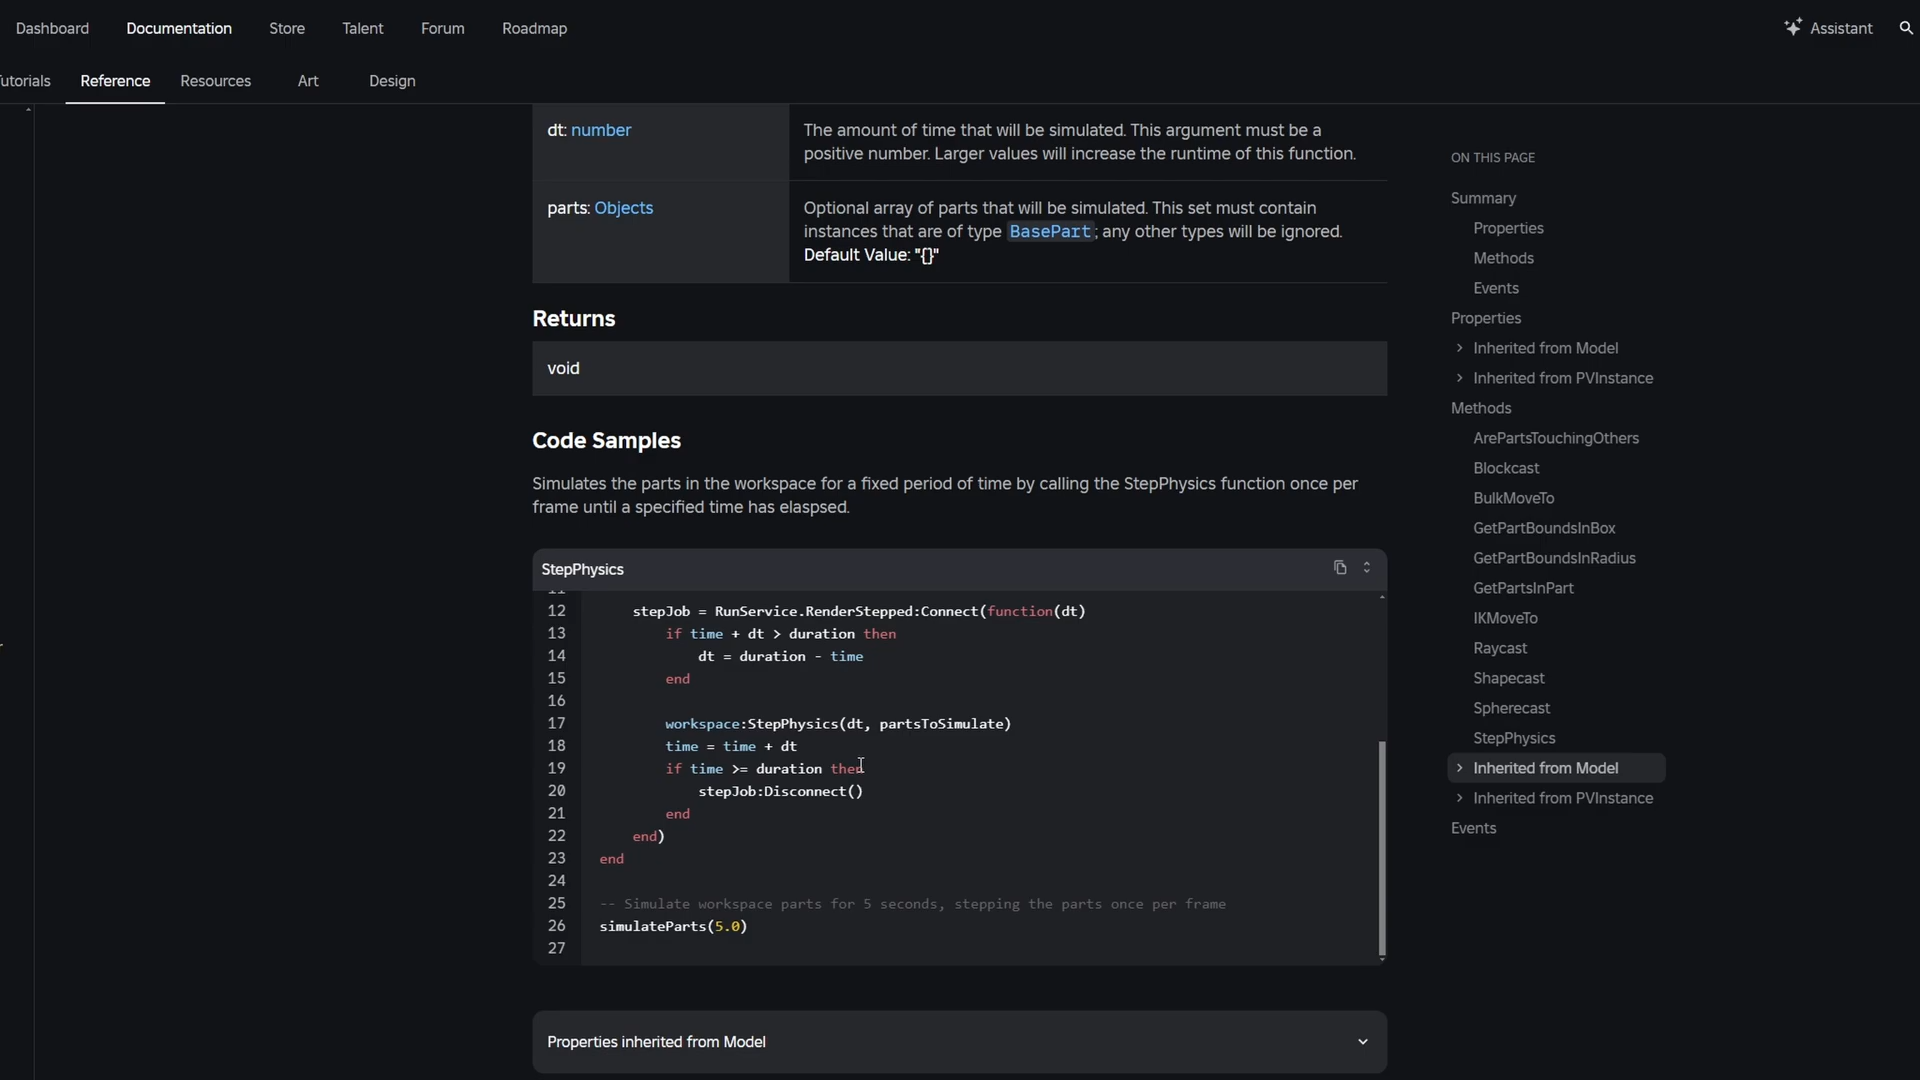 Dashboard Documentation Store Talent Forum Roadmap Assistant
utorials Reference Resources Art Design
dt: number
The amount of time that will be simulated. This argument must be a
positive number. Larger values will increase the runtime of this function.
parts: Objects
Optional array of parts that will be simulated. This set must contain
instances that are of type BasePart; any other types will be ignored.
Default Value: "{}"
Returns
void
Code Samples
Simulates the parts in the workspace for a fixed period of time by calling the StepPhysics function once per
frame until a specified time has elaspsed.
StepPhysics
11
12 stepJob = RunService.RenderStepped:Connect(function(dt)
13 if time + dt > duration then
14 dt = duration - time
15 end
16
17 workspace:StepPhysics(dt, partsToSimulate)
18 time = time + dt
19 if time >= duration then
20 stepJob:Disconnect()
21 end
22 end)
23 end
24
25 -- Simulate workspace parts for 5 seconds, stepping the parts once per frame
26 simulateParts(5.0)
27
Properties inherited from Model
ON THIS PAGE
Summary
Properties
Methods
Events
Properties
Inherited from Model
Inherited from PVInstance
Methods
ArePartsTouchingOthers
Blockcast
BulkMoveTo
GetPartBoundsInBox
GetPartBoundsInRadius
GetPartsInPart
IKMoveTo
Raycast
Shapecast
Spherecast
StepPhysics
Inherited from Model
Inherited from PVInstance
Events